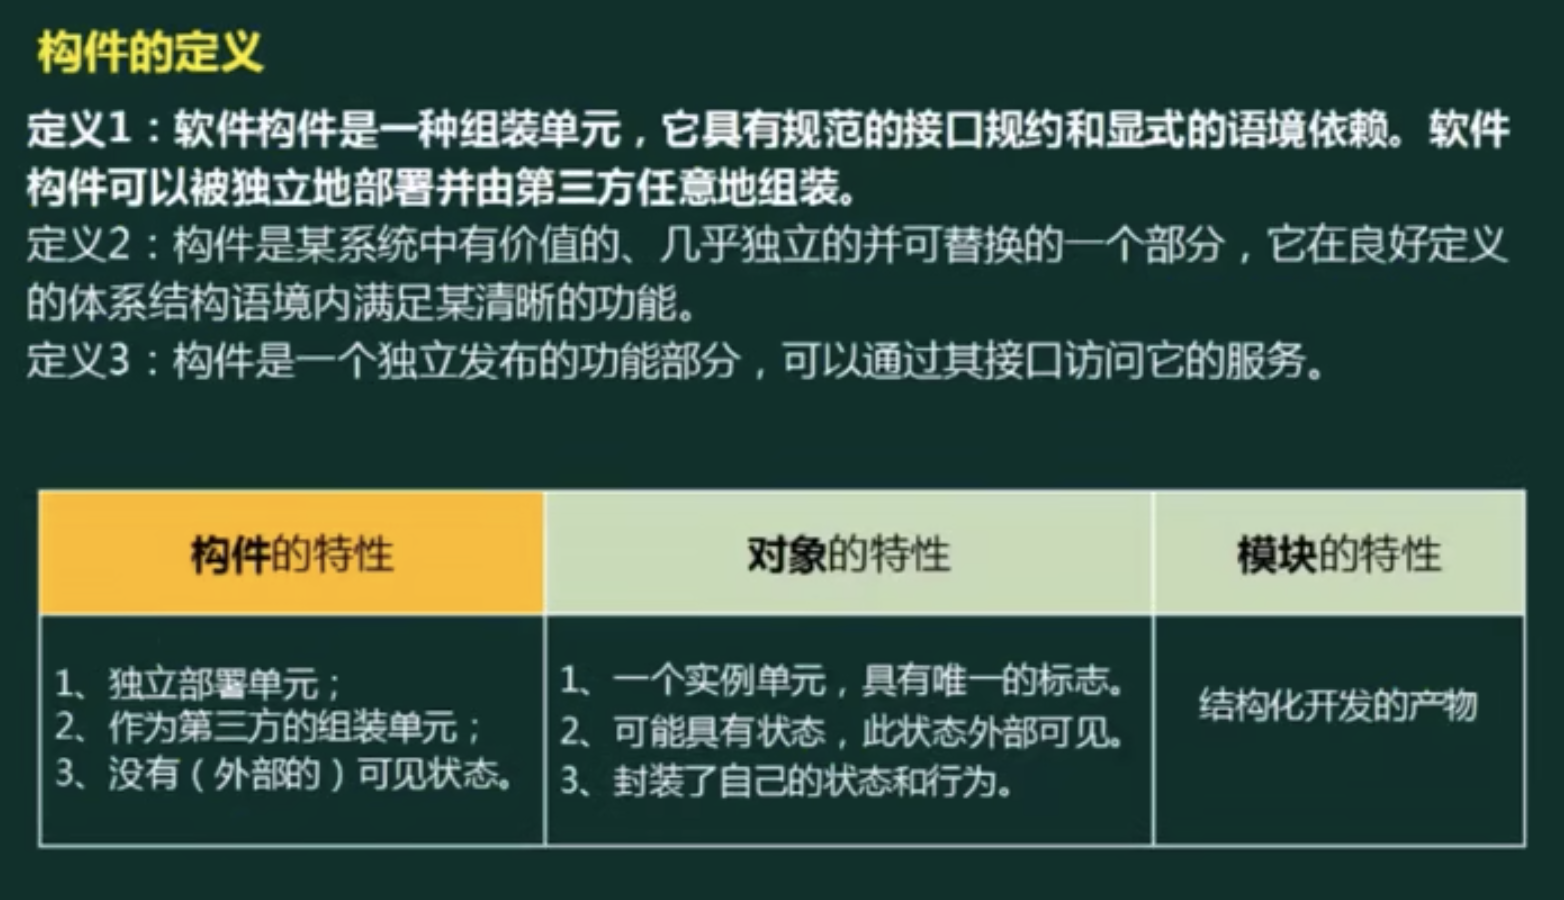 构件的定义
定义1：软件构件是一种组装单元，它具有规范的接口规约和显式的语境依赖。软件
构件可以被独立地部署并由第三方任意地组装。
定义2：构件是某系统中有价值的、几乎独立的并可替换的一个部分，它在良好定义
的体系结构语境内满足某清晰的功能。
定义3：构件是一个独立发布的功能部分，可以通过其接口访问它的服务。
构件的特性
对象的特性
模块的特性
1、独立部署单元；
2、作为第三方的组装单元；
3、没有（外部的）可见状态。
1、一个实例单元，具有唯一的标志。
2、可能具有状态，此状态外部可见。
3、封装了自己的状态和行为。
结构化开发的产物